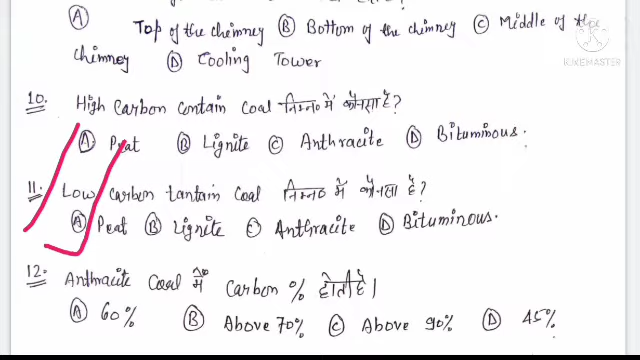 Ⓐ Top of the chimney Ⓑ Bottom of the chimney Ⓒ Middle of the
chimney Ⓓ Cooling Tower
KINEMASTER
10. High Carbon Contain Coal निम्न० में कौनसा है?
Ⓐ Peat Ⓑ Lignite Ⓒ Anthracite Ⓓ Bituminous.
11. Low Carbon Contain Coal निम्न० में कौनसा है?
Ⓐ Peat Ⓑ Lignite Ⓒ Anthracite Ⓓ Bituminous.
12. Anthracite Coal में Carbon % होती है।
Ⓐ 60% Ⓑ Above 70% Ⓒ Above 90% Ⓓ 45%